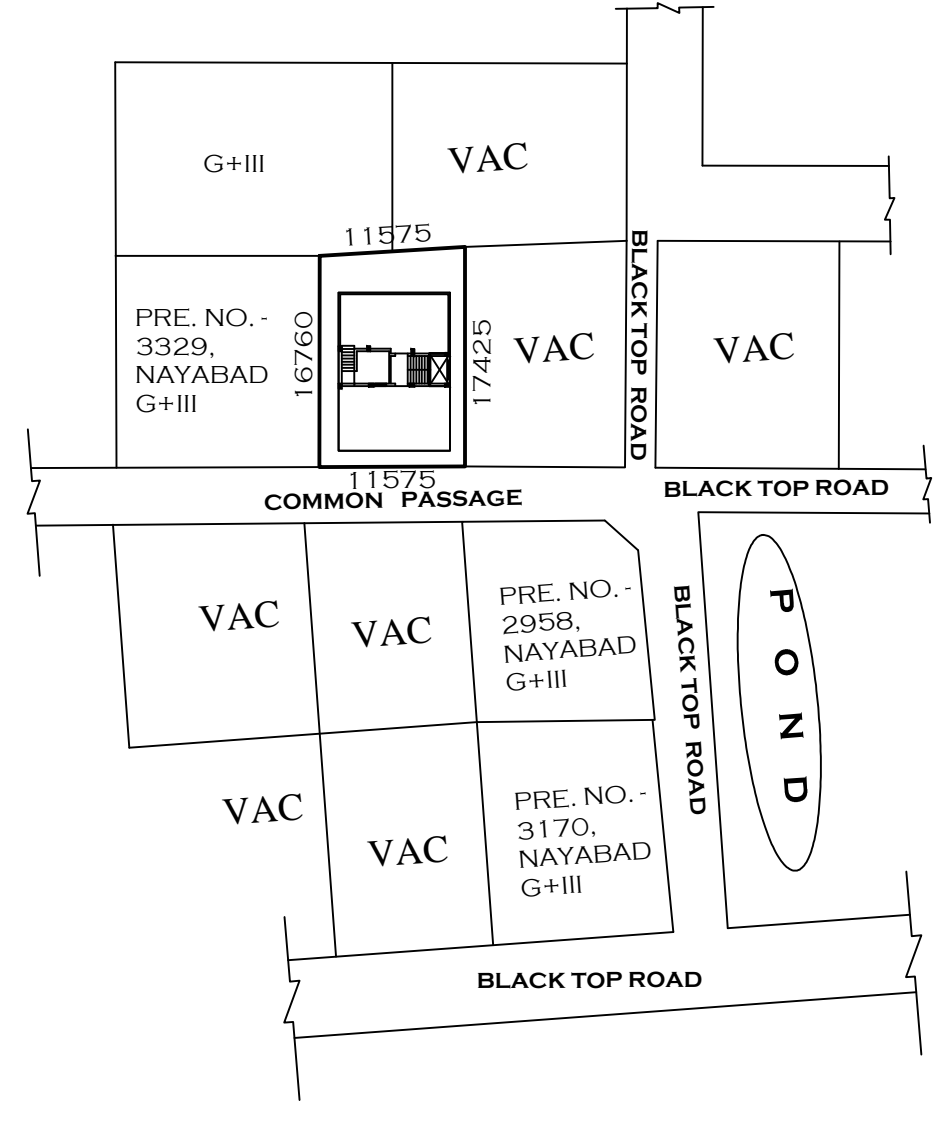 G+III
VAC
11575
PRE. NO. -
3329,
NAYABAD
G+III
16760
17425
VAC
BLACK TOP ROAD
VAC
11575
COMMON PASSAGE
BLACK TOP ROAD
VAC
VAC
PRE. NO. -
2958,
NAYABAD
G+III
BLACK TOP ROAD
POND
VAC
VAC
PRE. NO. -
3170,
NAYABAD
G+III
BLACK TOP ROAD